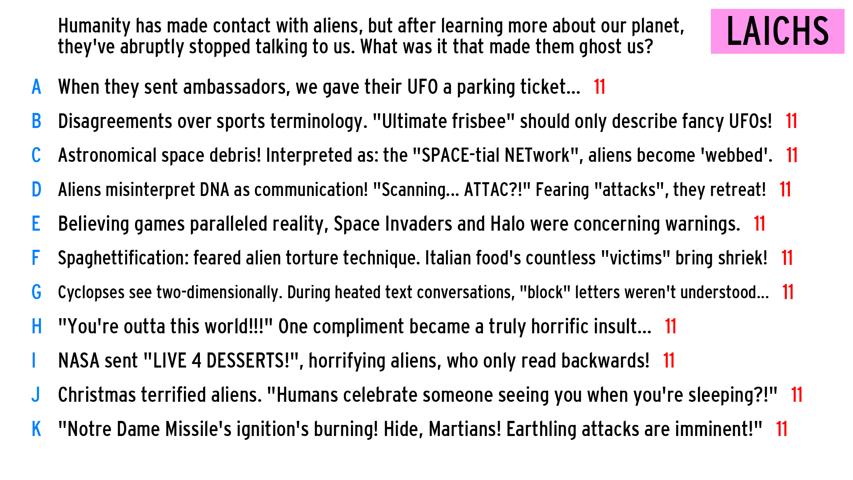 Humanity has made contact with aliens, but after learning more about our planet,
they've abruptly stopped talking to us. What was it that made them ghost us?
LAICHS
A When they sent ambassadors, we gave their UFO a parking ticket... 11
B Disagreements over sports terminology. "Ultimate frisbee" should only describe fancy UFOs! 11
C Astronomical space debris! Interpreted as: the "SPACE-tial NETwork", aliens become 'webbed'. 11
D Aliens misinterpret DNA as communication! "Scanning... ATTAC?!" Fearing "attacks", they retreat! 11
E Believing games paralleled reality, Space Invaders and Halo were concerning warnings. 11
F Spaghettification: feared alien torture technique. Italian food's countless "victims" bring shriek! 11
G Cyclopses see two-dimensionally. During heated text conversations, "block" letters weren't understood... 11
H "You're outta this world!!!" One compliment became a truly horrific insult... 11
I NASA sent "LIVE 4 DESSERTS!", horrifying aliens, who only read backwards! 11
J Christmas terrified aliens. "Humans celebrate someone seeing you when you're sleeping?!" 11
K "Notre Dame Missile's ignition's burning! Hide, Martians! Earthling attacks are imminent!" 11